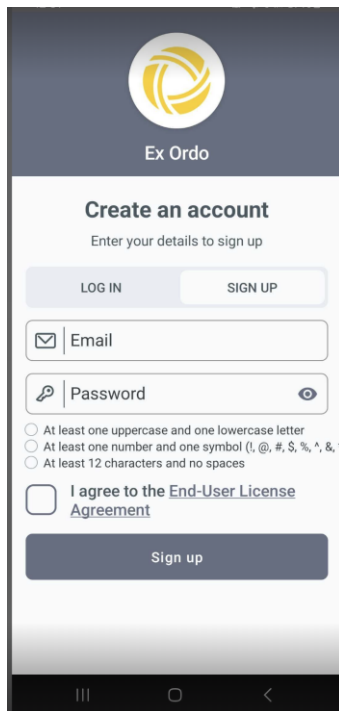 Ex Ordo
Create an account
Enter your details to sign up
LOG IN
SIGN UP
Email
Password
At least one uppercase and one lowercase letter
At least one number and one symbol (!, @, #, $, %, ^, &,
At least 12 characters and no spaces
I agree to the End-User License
Agreement
Sign up